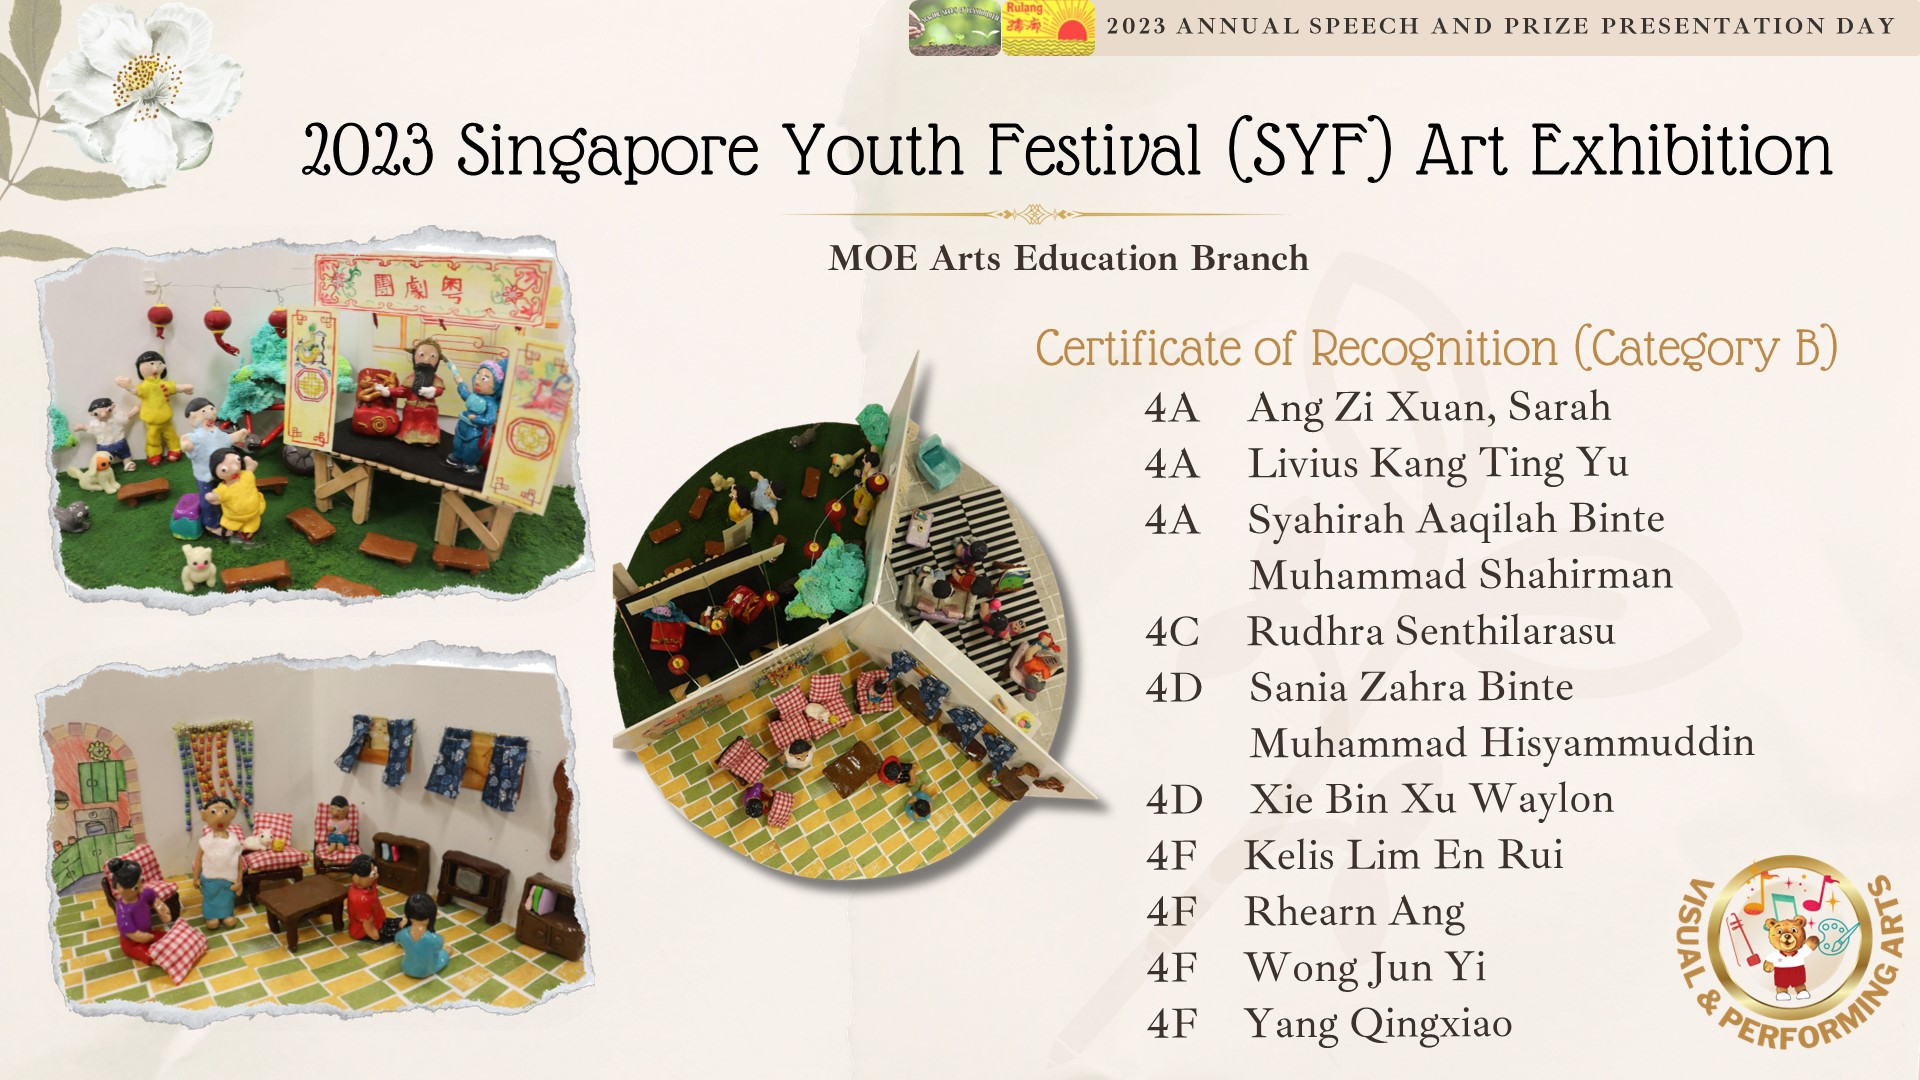 Rulang
2023 ANNUAL SPEECH AND PRIZE PRESENTATION DAY
2023 Singapore Youth Festival (SYF) Art Exhibition
MOE Arts Education Branch
團劇粤
Certificate of Recognition (Category B)
4A Ang Zi Xuan, Sarah
4A Livius Kang Ting Yu
4A Syahirah Aaqilah Binte
Muhammad Shahirman
4C Rudhra Senthilarasu
4D Sania Zahra Binte
Muhammad Hisyammuddin
4D Xie Bin Xu Waylon
4F Kelis Lim En Rui
4F Rhearn Ang
4F Wong Jun Yi
4F Yang Qingxiao
VISUAL & PERFORMING ARTS